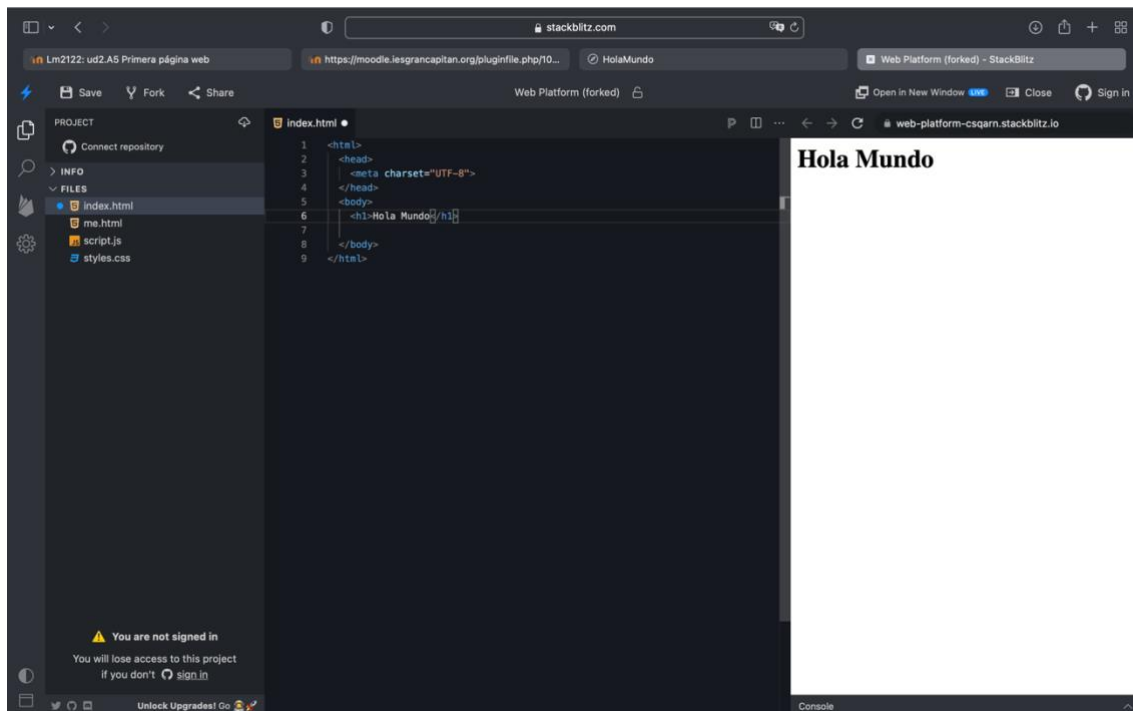 stackblitz.com
Lm2122: ud2.A5 Primera página web
https://moodle.iesgrancapitan.org/pluginfile.php/10...
HolaMundo
Web Platform (forked) - StackBlitz
Save Fork Share
Web Platform (forked)
Open in New Window LIVE Close Sign in
PROJECT
Connect repository
INFO
FILES
index.html
me.html
script.js
styles.css
You are not signed in
You will lose access to this project
if you don't sign in
Unlock Upgrades! Go
index.html
1 <html>
2 <head>
3 <meta charset="UTF-8">
4 </head>
5 <body>
6 <h1>Hola Mundo</h1>
7
8 </body>
9 </html>
web-platform-csqarn.stackblitz.io
Hola Mundo
Console